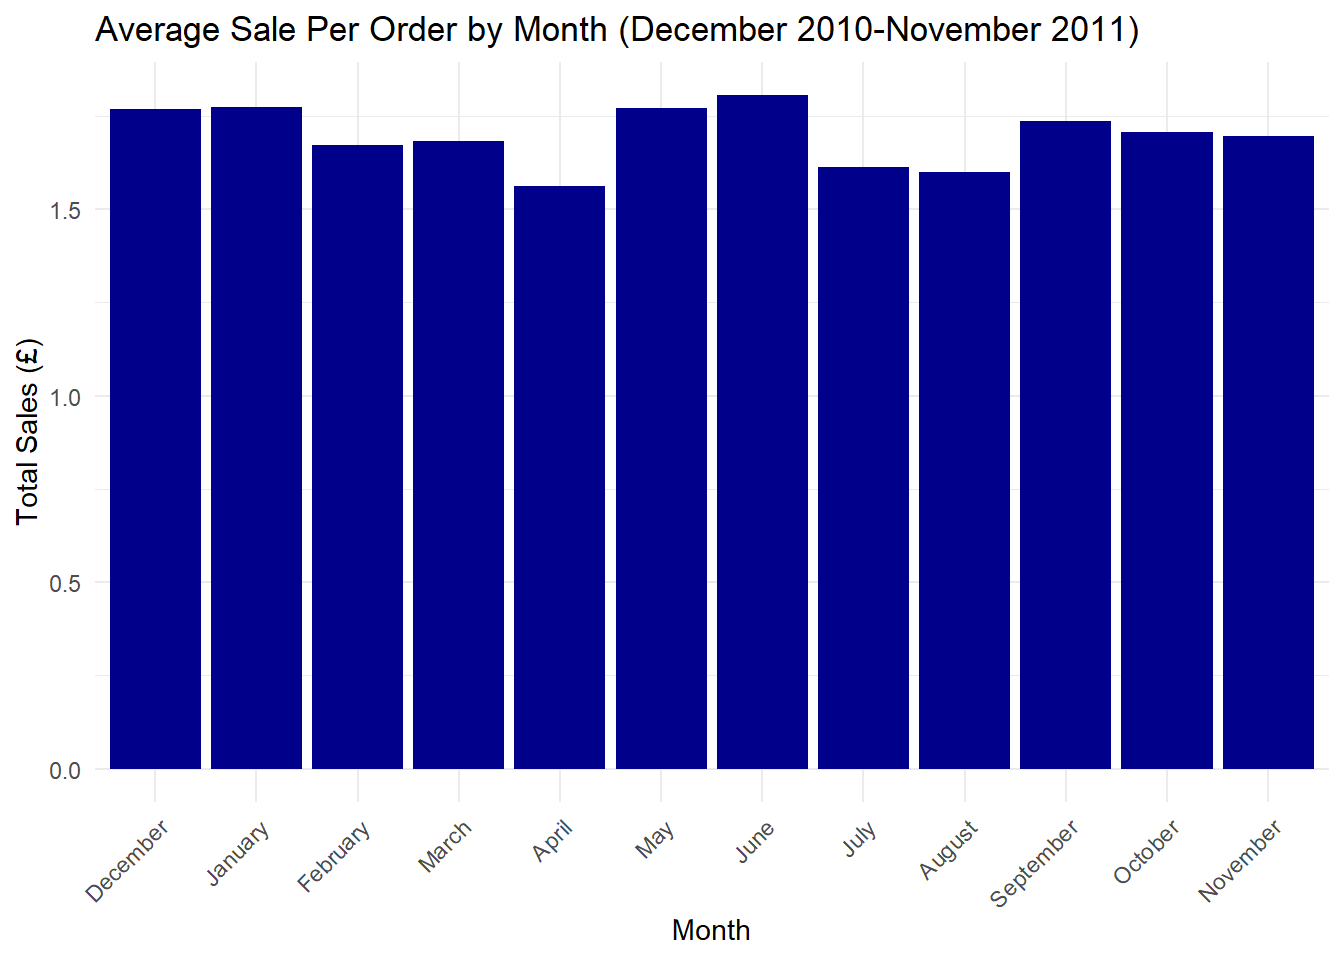 Average Sale Per Order by Month (December 2010-November 2011)
Total Sales (£)
1.5
1.0
0.5
0.0
December
January
February
March
April
May
June
July
August
September
October
November
Month